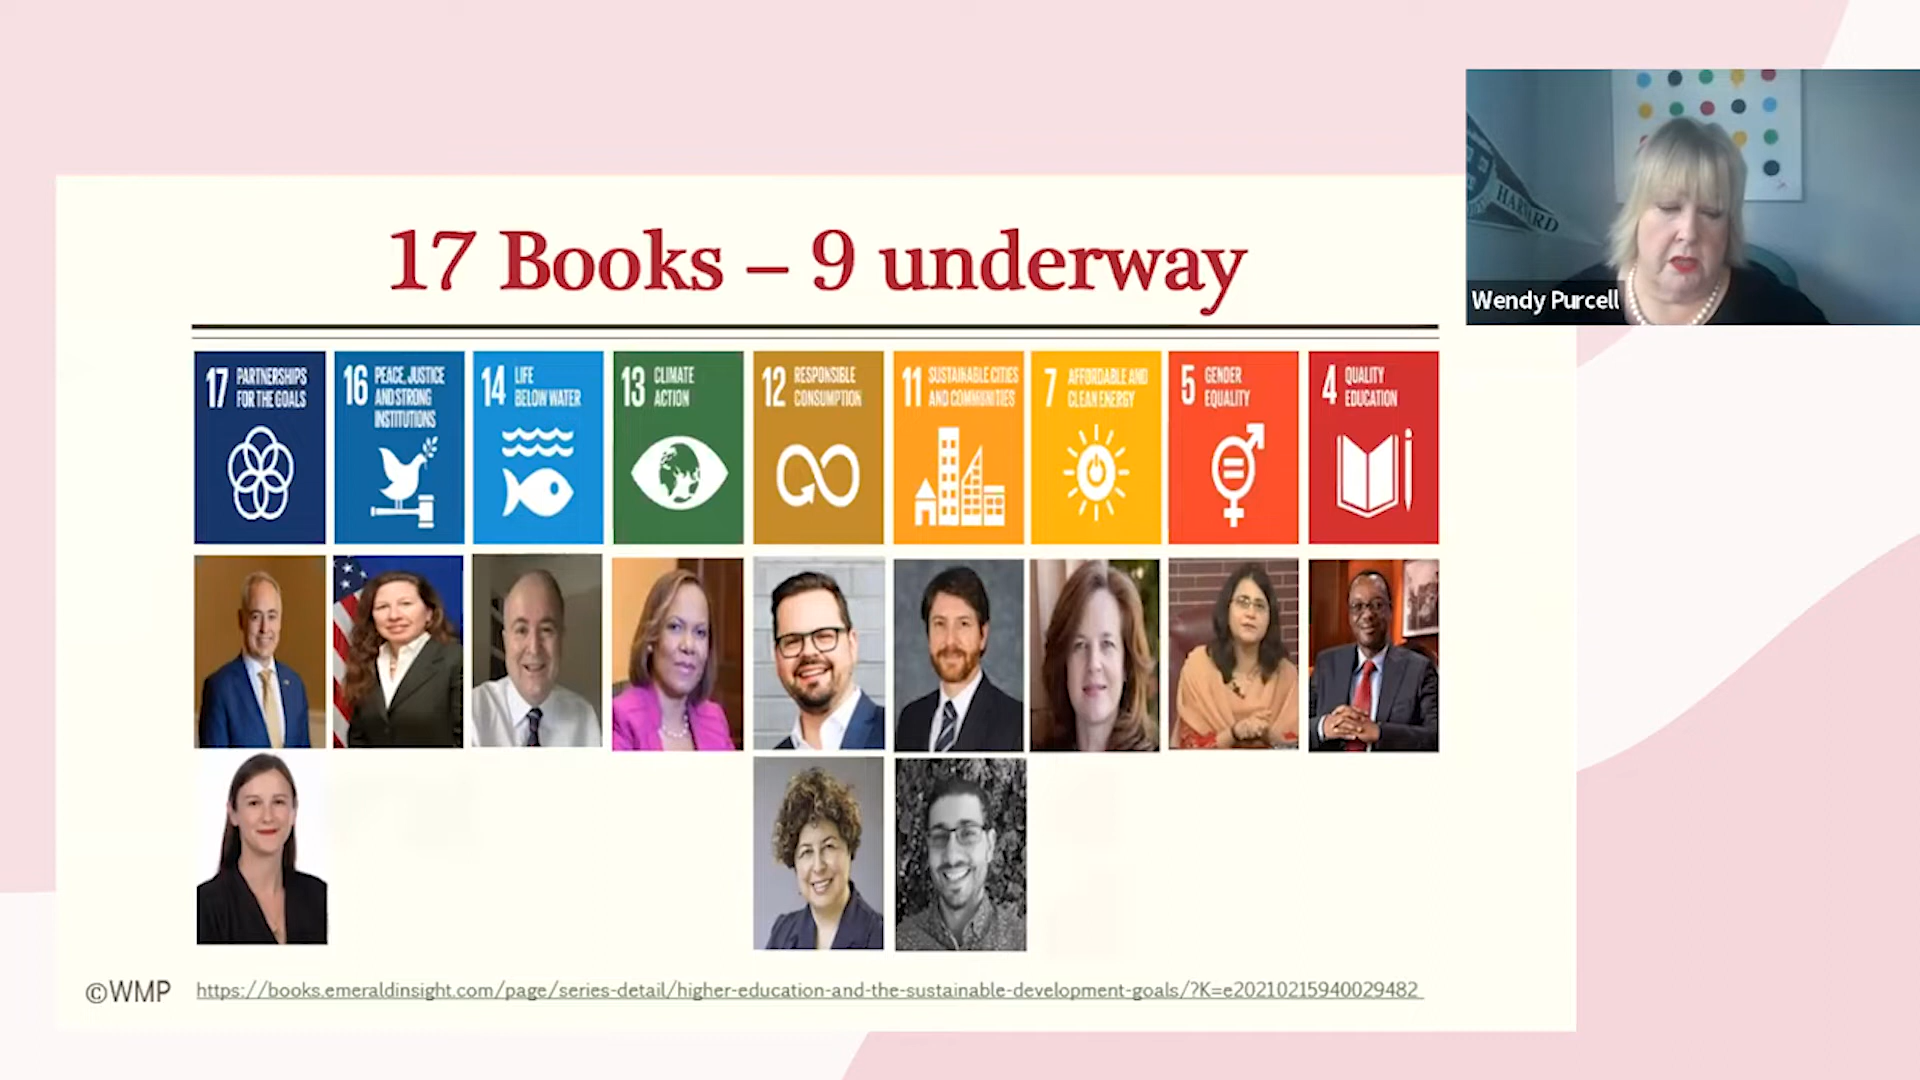 17 Books – 9 underway
17 PARTNERSHIPS
FOR THE GOALS
16 PEACE, JUSTICE
AND STRONG
INSTITUTIONS
14 LIFE
BELOW WATER
13 CLIMATE
ACTION
12 RESPONSIBLE
CONSUMPTION
11 SUSTAINABLE CITIES
AND COMMUNITIES
7 AFFORDABLE AND
CLEAN ENERGY
5 GENDER
EQUALITY
4 QUALITY
EDUCATION
HARVARD
Wendy Purcell
©WMP
https://books.emeraldinsight.com/page/series-detail/higher-education-and-the-sustainable-development-goals/?K=e20210215940029482